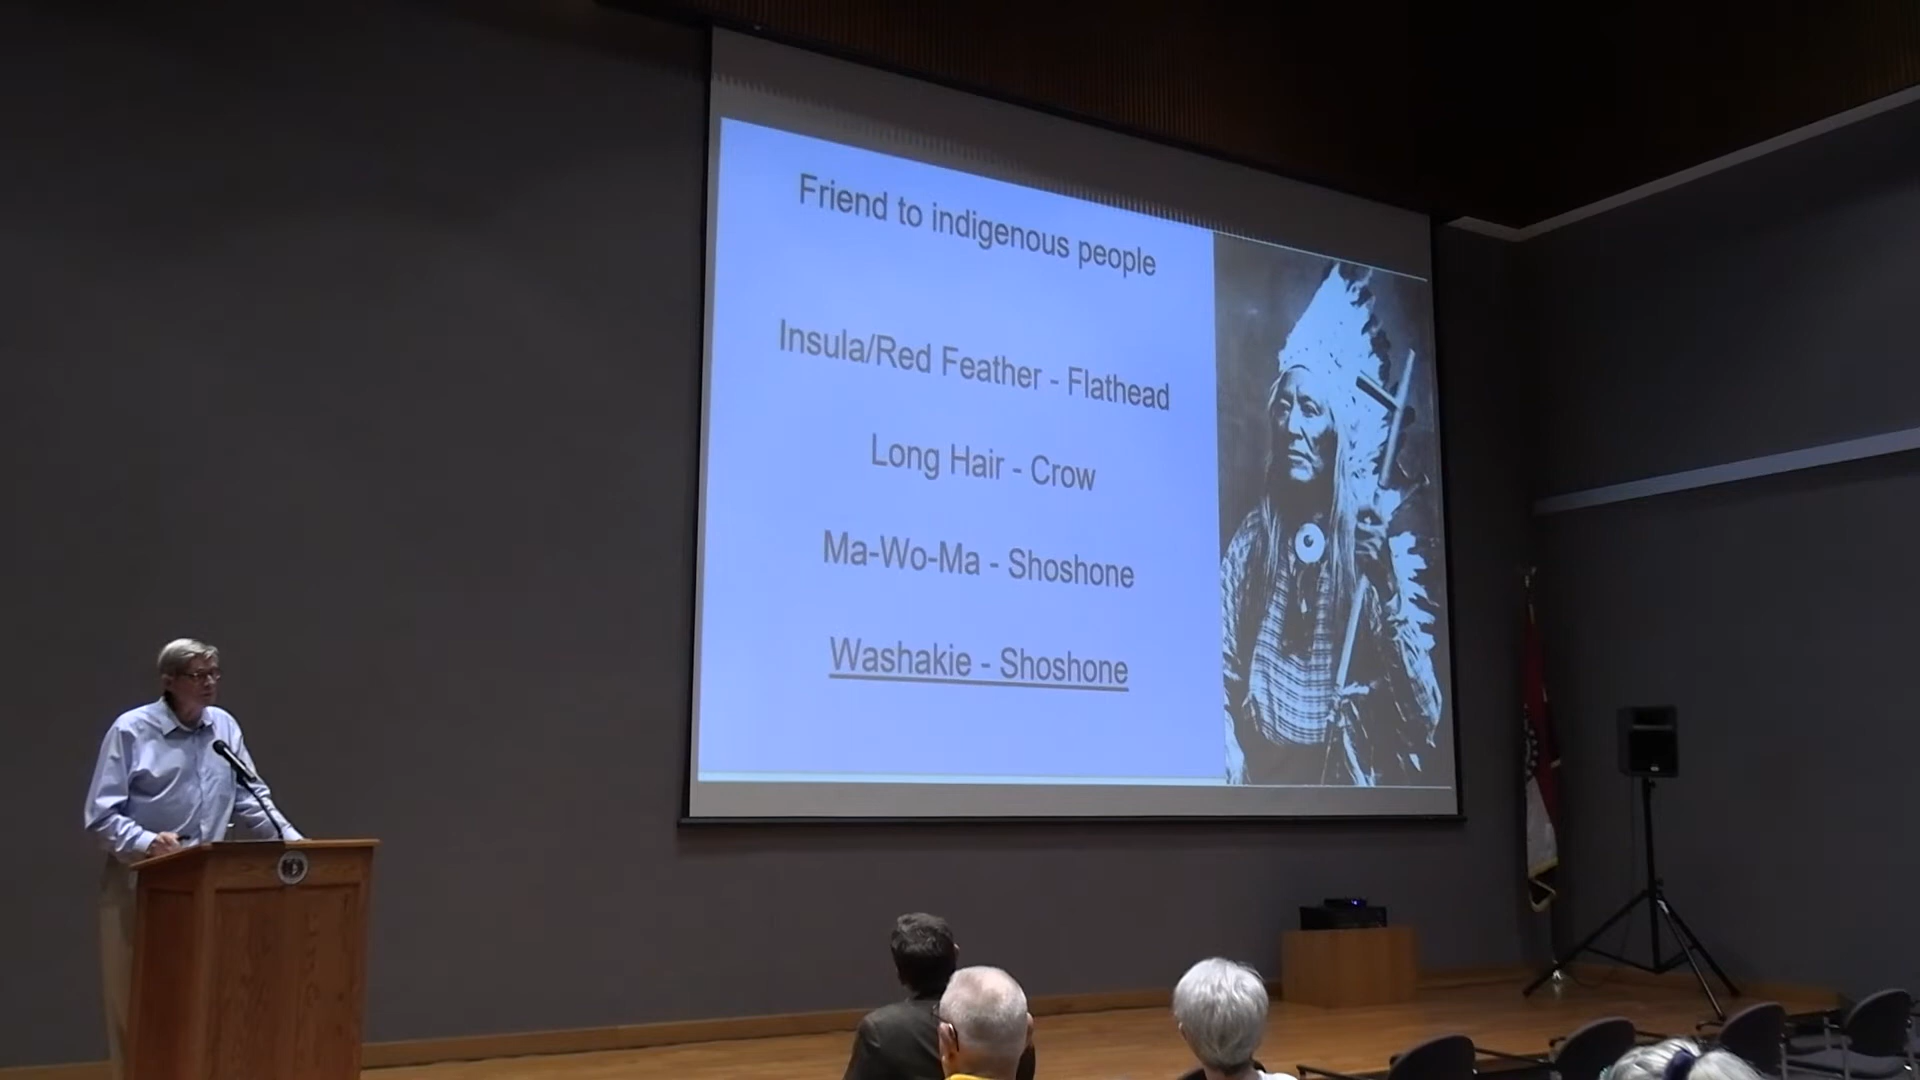 Friend to indigenous people
Insula/Red Feather - Flathead
Long Hair - Crow
Ma-Wo-Ma - Shoshone
Washakie - Shoshone